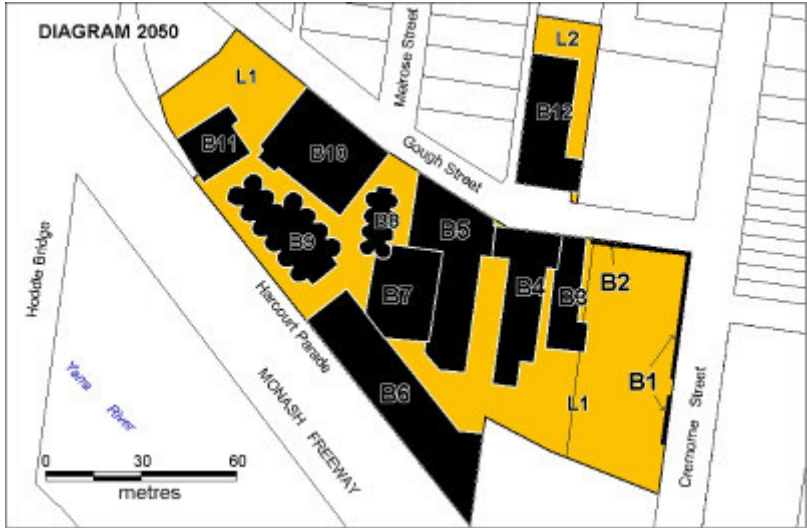 DIAGRAM 2050
L1
L2
Melrose Street
B12
B11
B10
Gough Street
B8
B5
B9
B7
B4
B3
B2
Hoddle Bridge
Harcourt Parade
B6
B1
L1
Yarra River
MONASH FREEWAY
Cremorne Street
0 30 60
metres